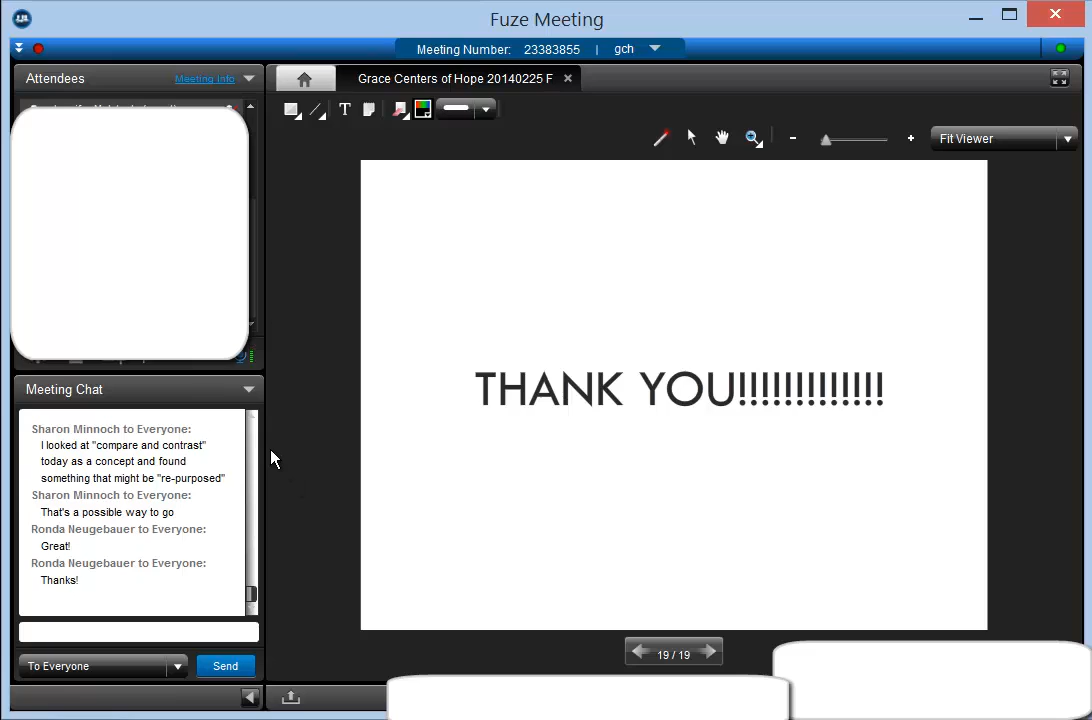 Fuze Meeting
Meeting Number: 23383855 | gch
Attendees
Meeting Info
Grace Centers of Hope 20140225 F
T
Fit Viewer
THANK YOU!!!!!!!!!!!!!
Meeting Chat
Sharon Minnoch to Everyone:
I looked at "compare and contrast"
today as a concept and found
something that might be "re-purposed"
Sharon Minnoch to Everyone:
That's a possible way to go
Ronda Neugebauer to Everyone:
Great!
Ronda Neugebauer to Everyone:
Thanks!
19 / 19
To Everyone
Send